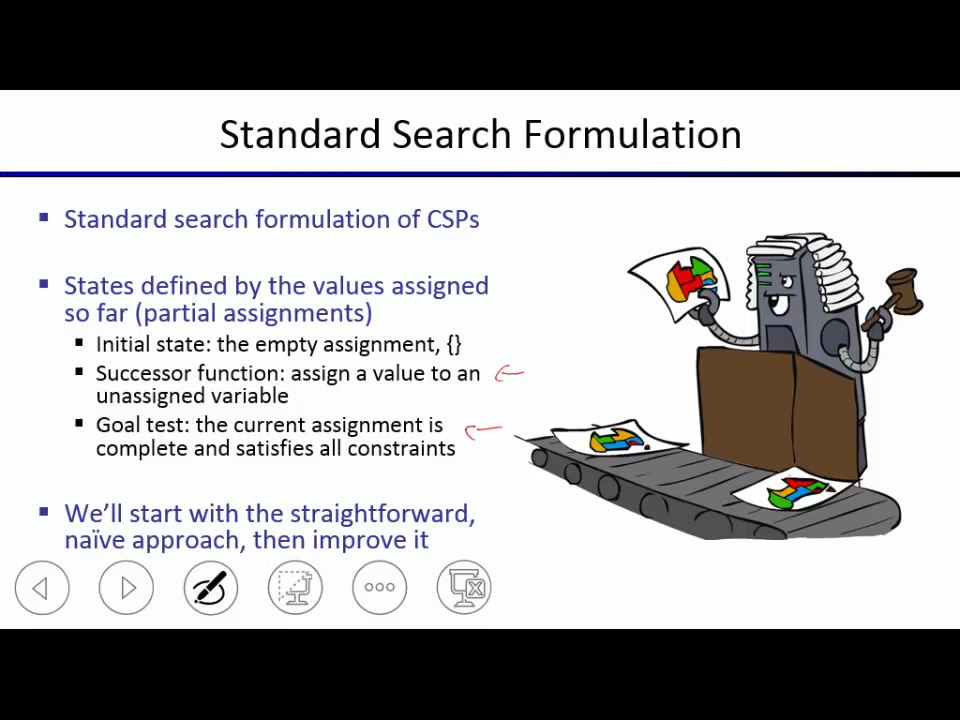 Standard Search Formulation
▪ Standard search formulation of CSPs
▪ States defined by the values assigned
so far (partial assignments)
▪ Initial state: the empty assignment, {}
▪ Successor function: assign a value to an
unassigned variable
▪ Goal test: the current assignment is
complete and satisfies all constraints
▪ We’ll start with the straightforward,
naïve approach, then improve it